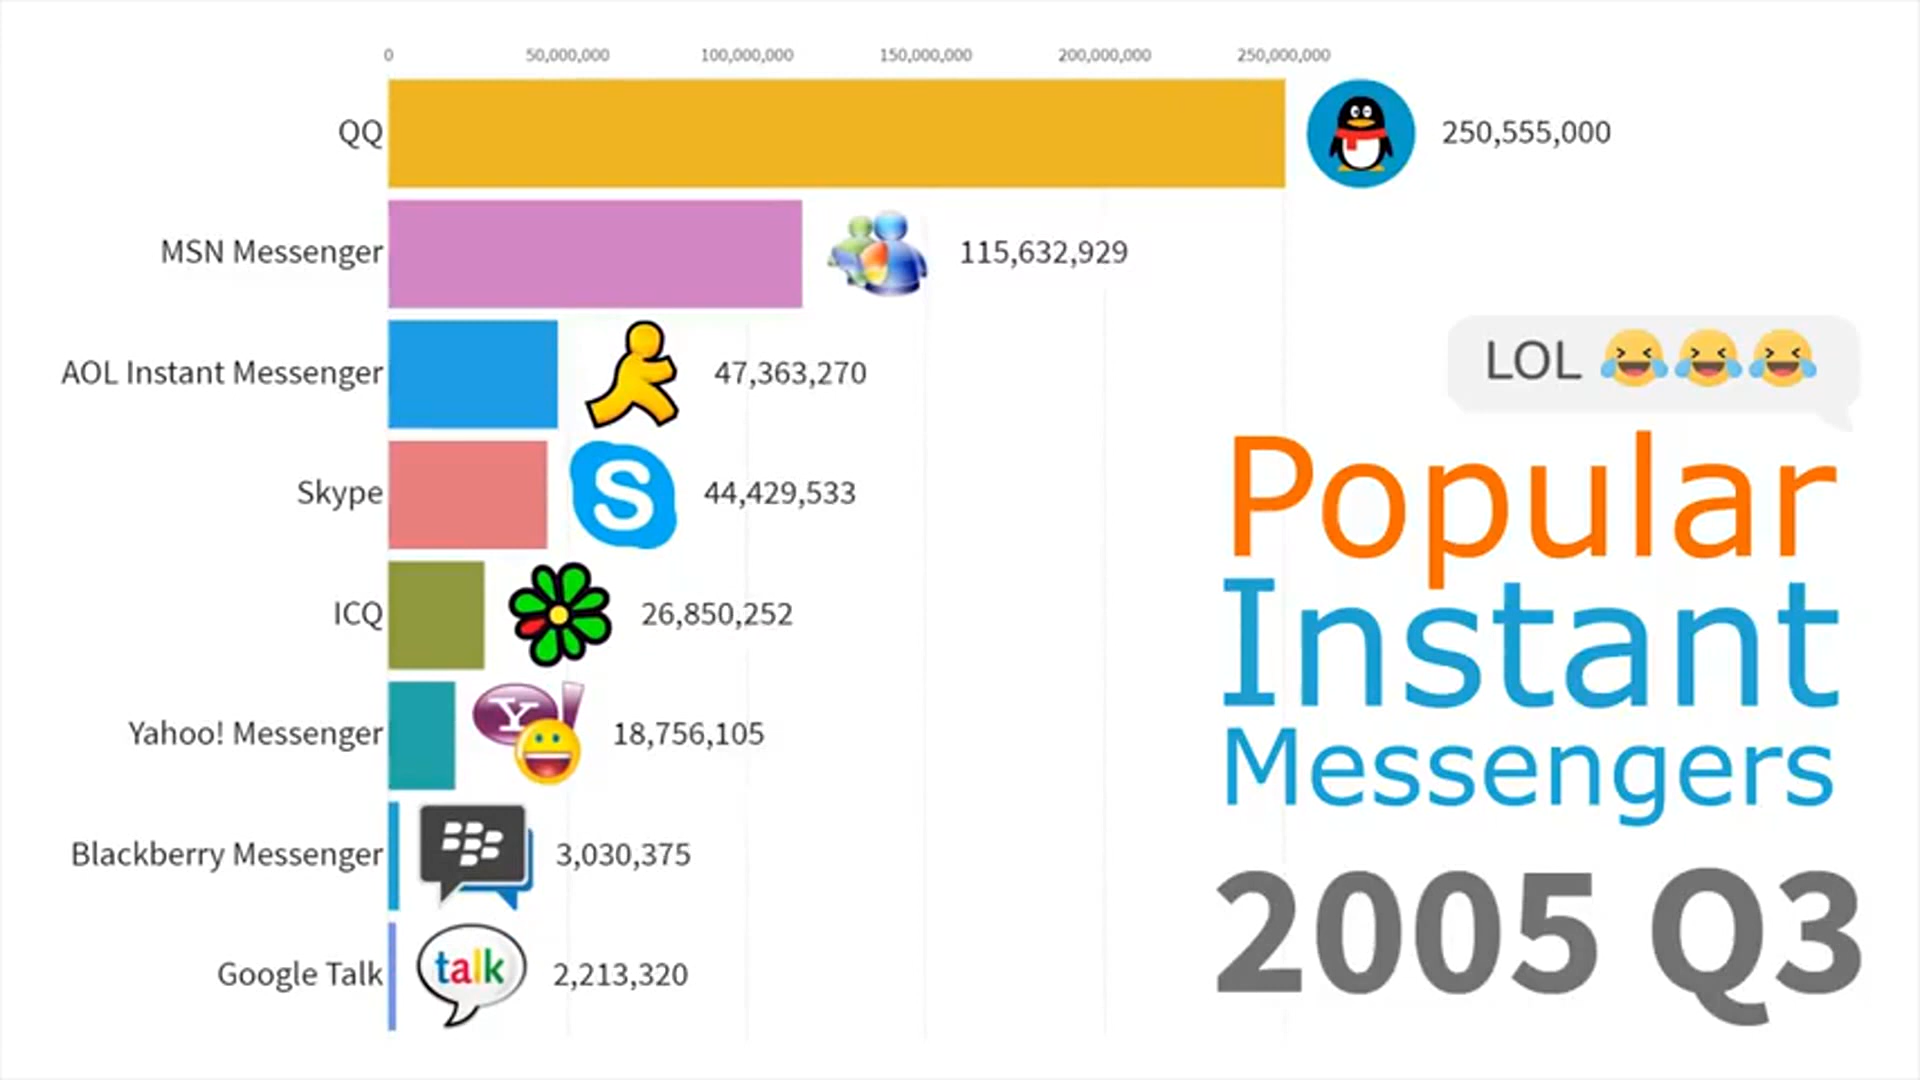 0 50,000,000 100,000,000 150,000,000 200,000,000 250,000,000
QQ 250,555,000
MSN Messenger 115,632,929
AOL Instant Messenger 47,363,270
Skype S 44,429,533
ICQ 26,850,252
Yahoo! Messenger Y! 18,756,105
Blackberry Messenger 3,030,375
Google Talk talk 2,213,320
LOL 😆😆😆
Popular
Instant
Messengers
2005 Q3